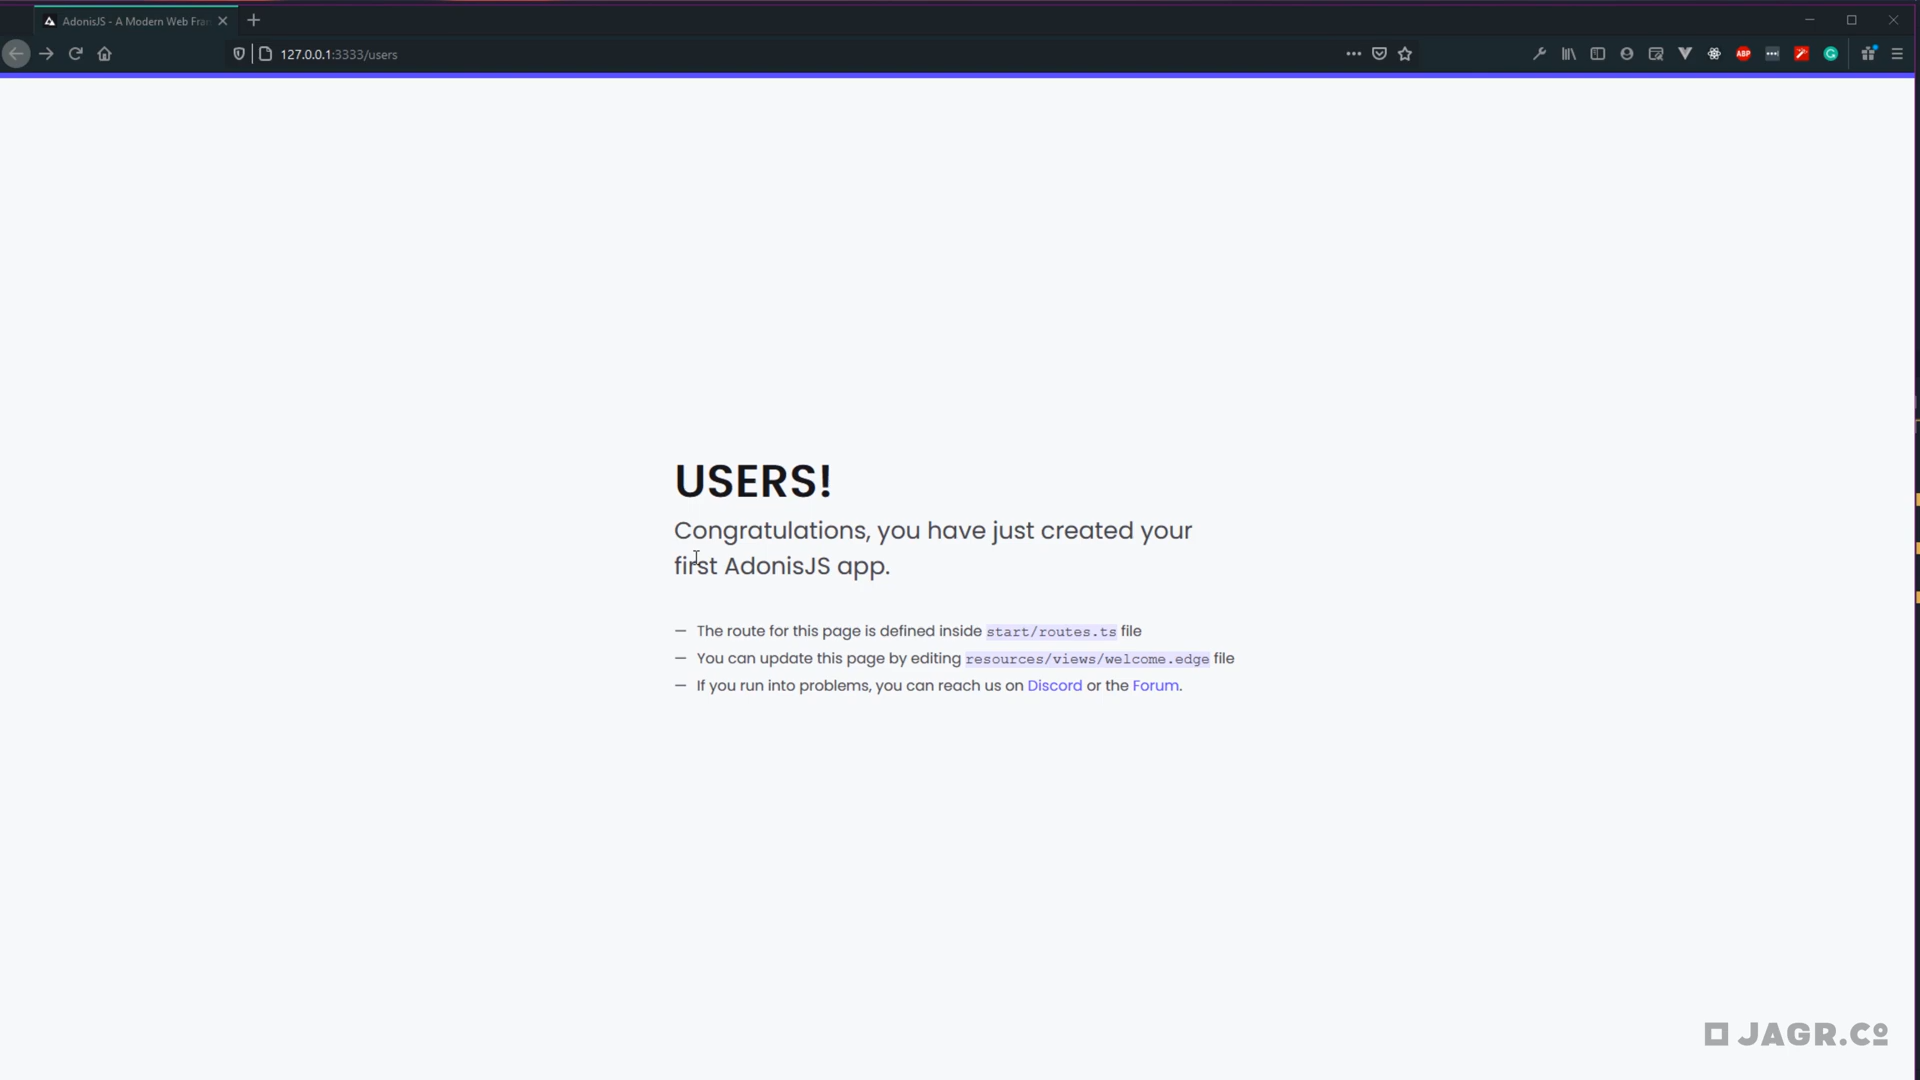 AdonisJS - A Modern Web Fra
127.0.0.1:3333/users
ABP
USERS!
Congratulations, you have just created your
first AdonisJS app.
— The route for this page is defined inside start/routes.ts file
— You can update this page by editing resources/views/welcome.edge file
— If you run into problems, you can reach us on Discord or the Forum.
JAGR.Co